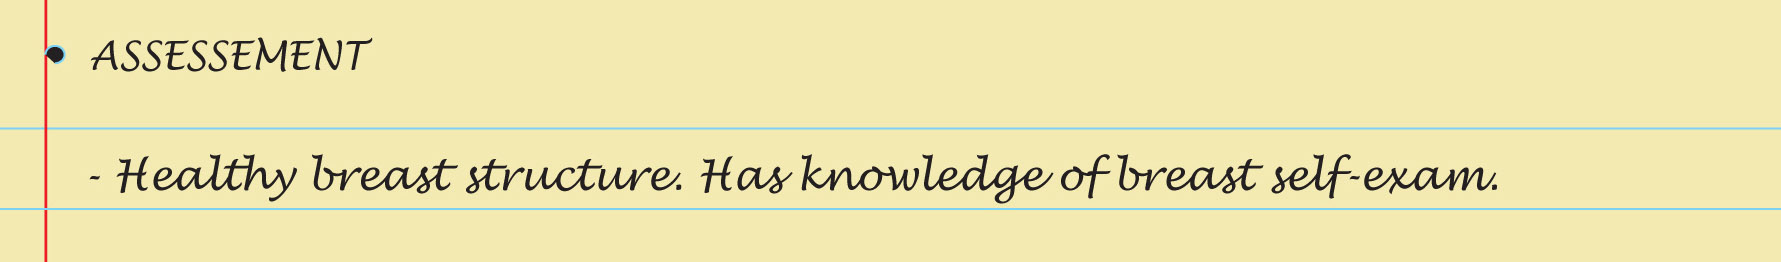 • ASSESSEMENT
- Healthy breast structure. Has knowledge of breast self-exam.